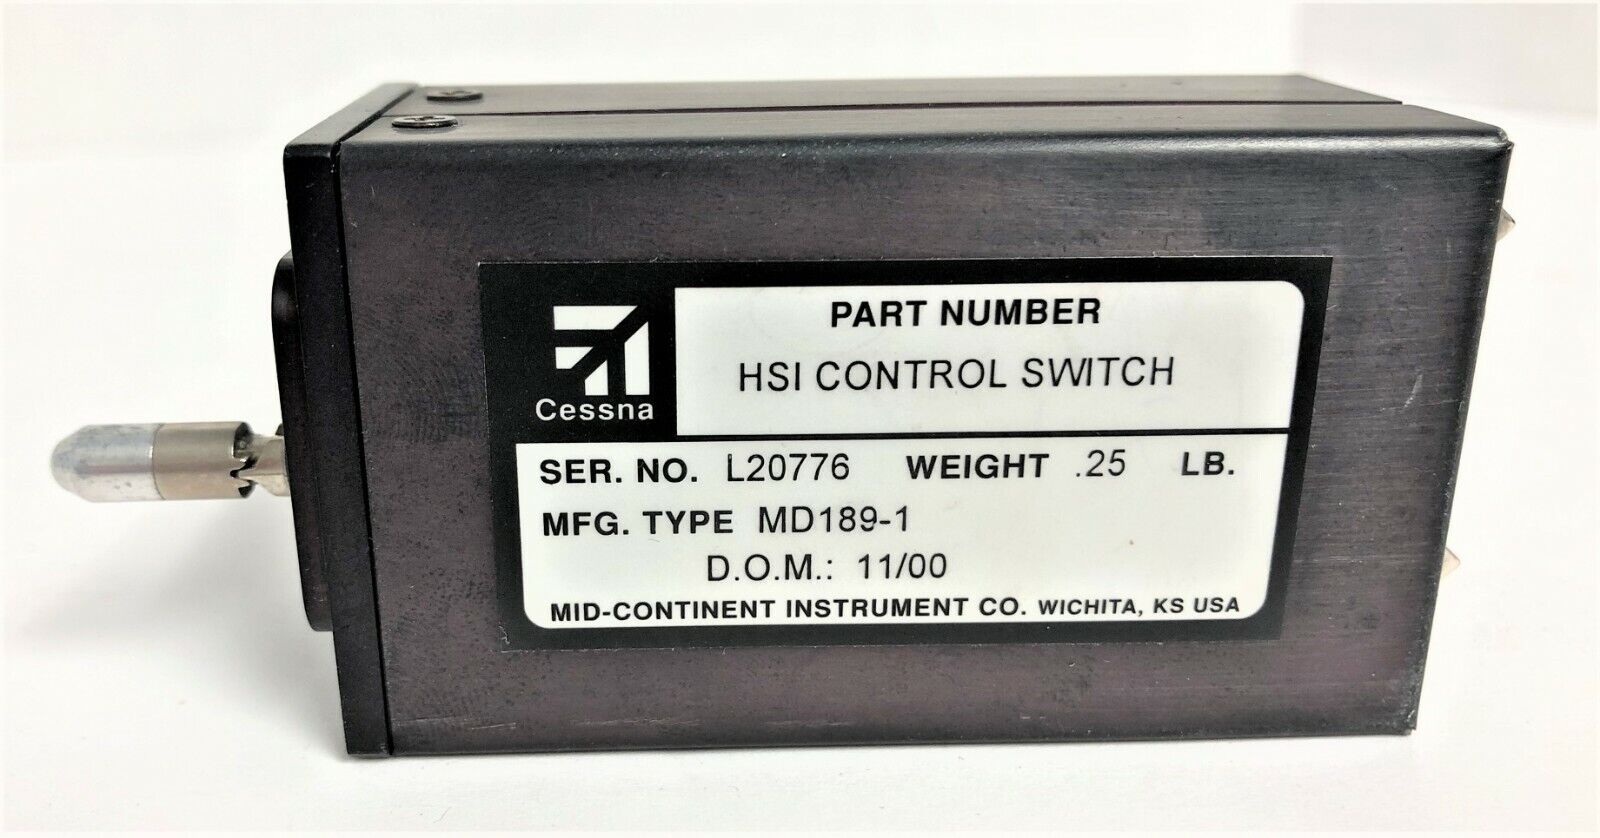 Cessna
PART NUMBER
HSI CONTROL SWITCH
SER. NO. L20776 WEIGHT .25 LB.
MFG. TYPE MD189-1
D.O.M.: 11/00
MID-CONTINENT INSTRUMENT CO. WICHITA, KS USA